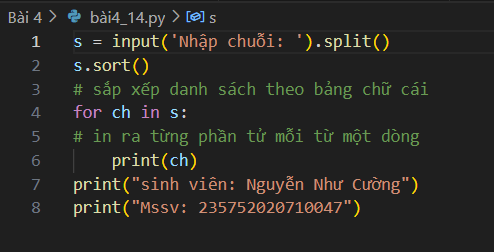 Bài 4 > bài4_14.py > s
1 s = input('Nhập chuỗi: ').split()
2 s.sort()
3 # sắp xếp danh sách theo bảng chữ cái
4 for ch in s:
5 # in ra từng phần tử mỗi từ một dòng
6     print(ch)
7 print("sinh viên: Nguyễn Như Cường")
8 print("Mssv: 235752020710047")